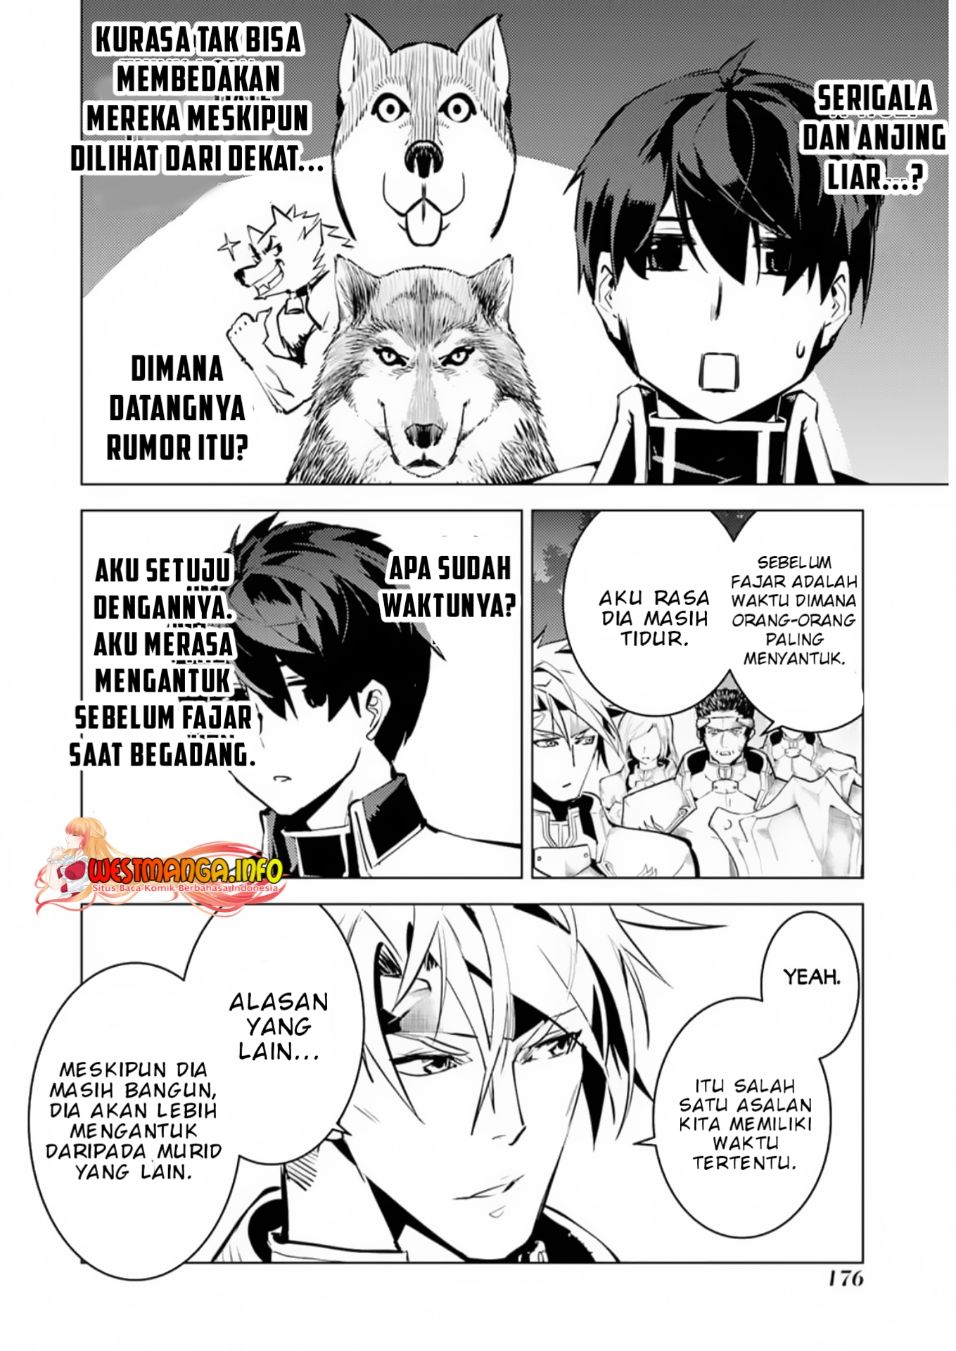 SERIGALA
DAN ANJING
LIAR...?
KURASA TAK BISA
MEMBEDAKAN
MEREKA MESKIPUN
DILIHAT DARI DEKAT...
DIMANA
DATANGNYA
RUMOR ITU?
SEBELUM
FAJAR ADALAH
WAKTU DIMANA
ORANG-ORANG
PALING
MENYANTUK.
AKU RASA
DIA MASIH
TIDUR.
APA SUDAH
WAKTUNYA?
AKU SETUJU
DENGANNYA.
AKU MERASA
MENGANTUK
SEBELUM FAJAR
SAAT BEGADANG.
WESTMANGA.INFO
Situs Baca Komik Berbahasa Indonesia
YEAH.
ITU SALAH
SATU ASALAN
KITA MEMILIKI
WAKTU
TERTENTU.
ALASAN
YANG
LAIN...
MESKIPUN DIA
MASIH BANGUN,
DIA AKAN LEBIH
MENGANTUK
DARIPADA MURID
YANG LAIN.
176